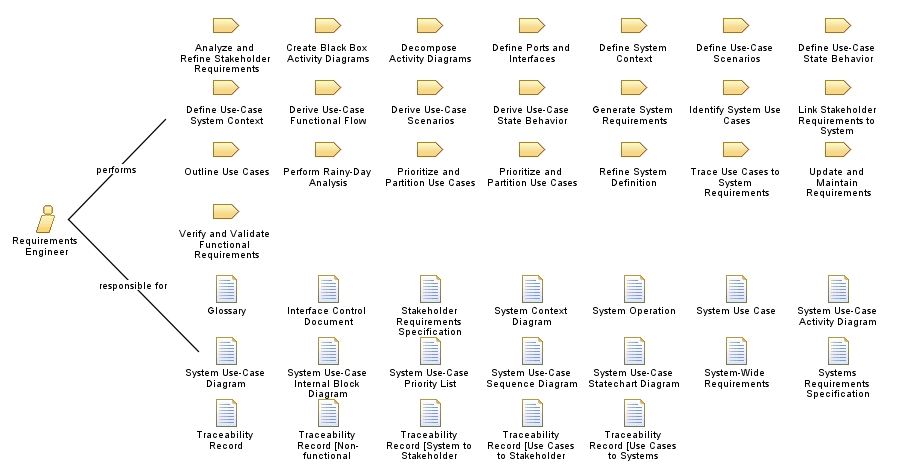 Analyze and
Refine Stakeholder
Requirements
Create Black Box
Activity Diagrams
Decompose
Activity Diagrams
Define Ports and
Interfaces
Define System
Context
Define Use-Case
Scenarios
Define Use-Case
State Behavior
Define Use-Case
System Context
Derive Use-Case
Functional Flow
Derive Use-Case
Scenarios
Derive Use-Case
State Behavior
Generate System
Requirements
Identify System Use
Cases
Link Stakeholder
Requirements to
System
performs
Outline Use Cases
Perform Rainy-Day
Analysis
Prioritize and
Partition Use Cases
Prioritize and
Partition Use Cases
Refine System
Definition
Trace Use Cases to
System
Requirements
Update and
Maintain
Requirements
Requirements
Engineer
Verify and Validate
Functional
Requirements
responsible for
Glossary
Interface Control
Document
Stakeholder
Requirements
Specification
System Context
Diagram
System Operation
System Use Case
System Use-Case
Activity Diagram
System Use-Case
Diagram
System Use-Case
Internal Block
Diagram
System Use-Case
Priority List
System Use-Case
Sequence Diagram
System Use-Case
Statechart Diagram
System-Wide
Requirements
Systems
Requirements
Specification
Traceability
Record
Traceability
Record [Non-
functional
Traceability
Record [System to
Stakeholder
Traceability
Record [Use Cases
to Stakeholder
Traceability
Record [Use Cases
to Systems